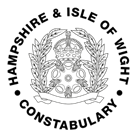 HAMPSHIRE & ISLE OF WIGHT
• CONSTABULARY •